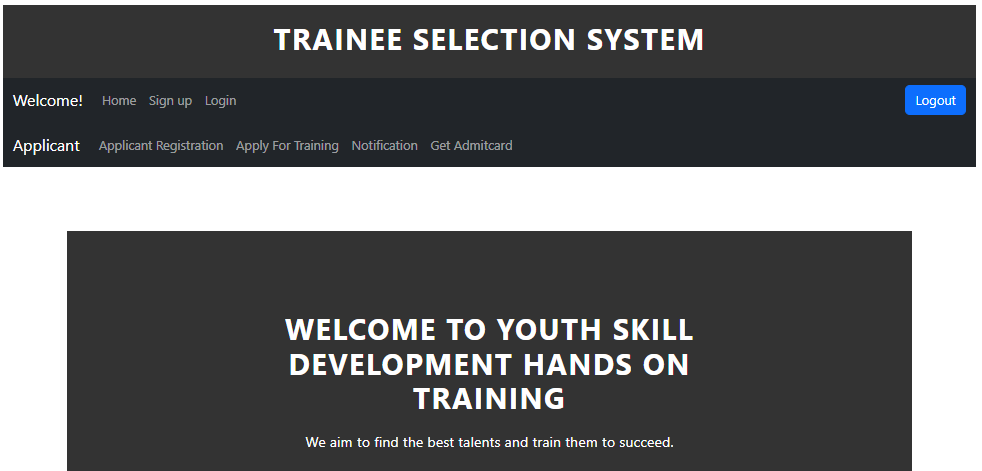 TRAINEE SELECTION SYSTEM
Welcome! Home Sign up Login Logout
Applicant Applicant Registration Apply For Training Notification Get Admitcard
WELCOME TO YOUTH SKILL
DEVELOPMENT HANDS ON
TRAINING
We aim to find the best talents and train them to succeed.